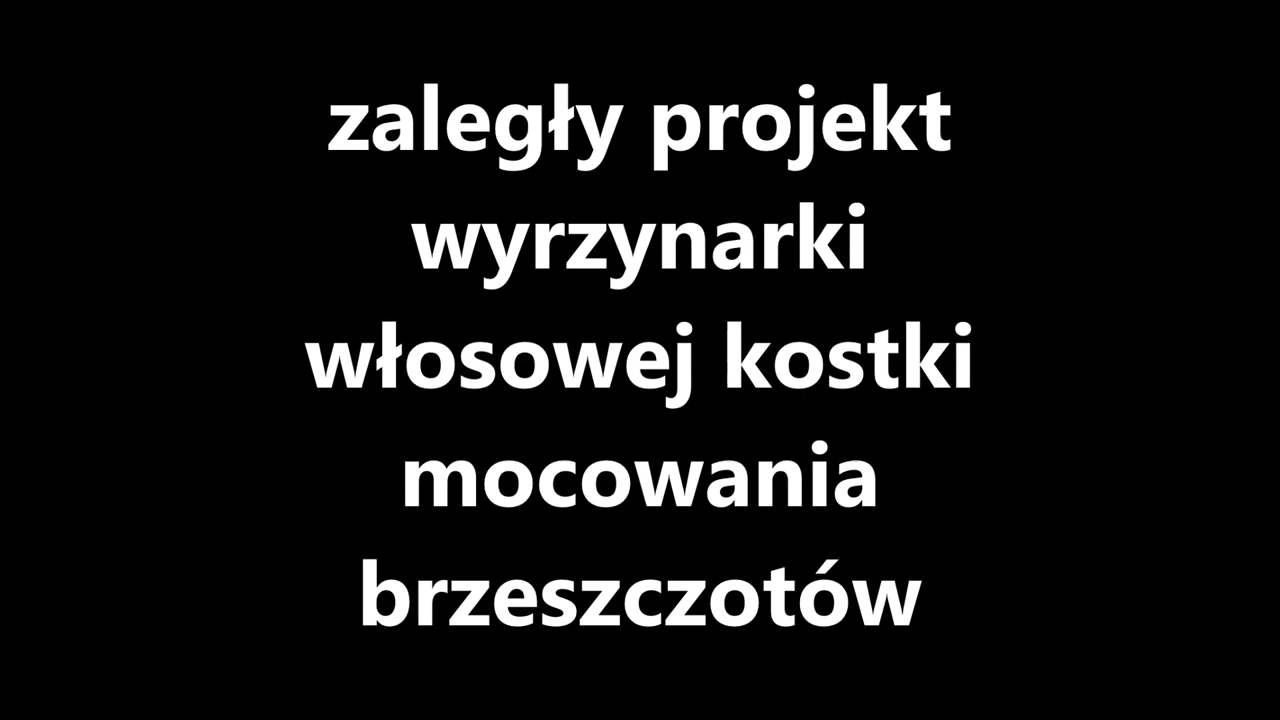 zaległy projekt
wyrzynarki
włosowej kostki
mocowania
brzeszczotów